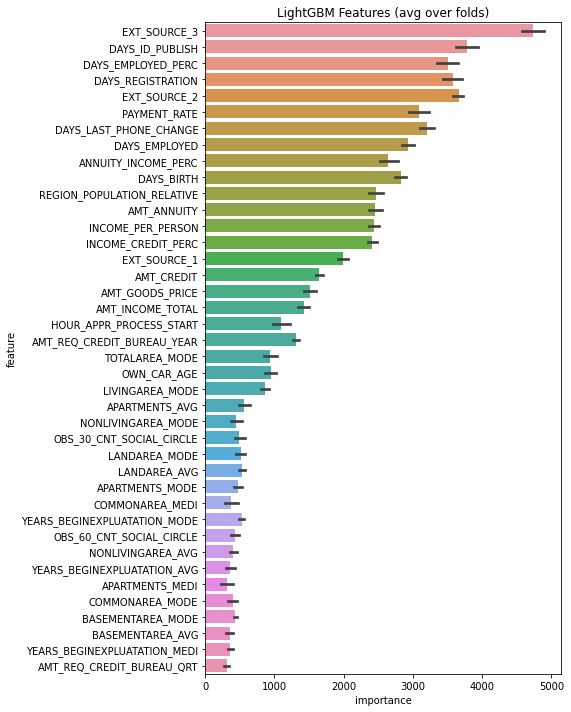 LightGBM Features (avg over folds)
EXT_SOURCE_3
DAYS_ID_PUBLISH
DAYS_EMPLOYED_PERC
DAYS_REGISTRATION
EXT_SOURCE_2
PAYMENT_RATE
DAYS_LAST_PHONE_CHANGE
DAYS_EMPLOYED
ANNUITY_INCOME_PERC
DAYS_BIRTH
REGION_POPULATION_RELATIVE
AMT_ANNUITY
INCOME_PER_PERSON
INCOME_CREDIT_PERC
EXT_SOURCE_1
AMT_CREDIT
AMT_GOODS_PRICE
AMT_INCOME_TOTAL
HOUR_APPR_PROCESS_START
AMT_REQ_CREDIT_BUREAU_YEAR
TOTALAREA_MODE
OWN_CAR_AGE
LIVINGAREA_MODE
APARTMENTS_AVG
NONLIVINGAREA_MODE
OBS_30_CNT_SOCIAL_CIRCLE
LANDAREA_MODE
LANDAREA_AVG
APARTMENTS_MODE
COMMONAREA_MEDI
YEARS_BEGINEXPLUATATION_MODE
OBS_60_CNT_SOCIAL_CIRCLE
NONLIVINGAREA_AVG
YEARS_BEGINEXPLUATATION_AVG
APARTMENTS_MEDI
COMMONAREA_MODE
BASEMENTAREA_MODE
BASEMENTAREA_AVG
YEARS_BEGINEXPLUATATION_MEDI
AMT_REQ_CREDIT_BUREAU_QRT
feature
0 1000 2000 3000 4000 5000
importance